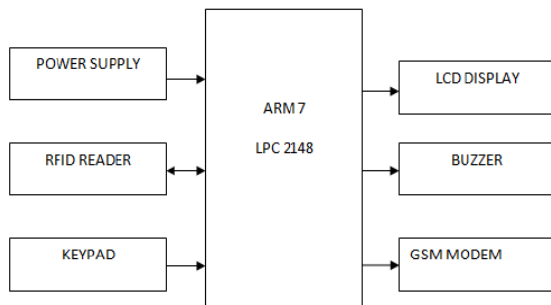 POWER SUPPLY
RFID READER
KEYPAD
ARM 7
LPC 2148
LCD DISPLAY
BUZZER
GSM MODEM